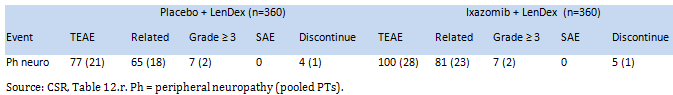 Placebo + LenDex (n=360) Ixazomib + LenDex (n=360)
Event TEAE Related Grade ≥ 3 SAE Discontinue TEAE Related Grade ≥ 3 SAE Discontinue
Ph neuro 77 (21) 65 (18) 7 (2) 0 4 (1) 100 (28) 81 (23) 7 (2) 0 5 (1)
Source: CSR, Table 12.r. Ph = peripheral neuropathy (pooled PTs).